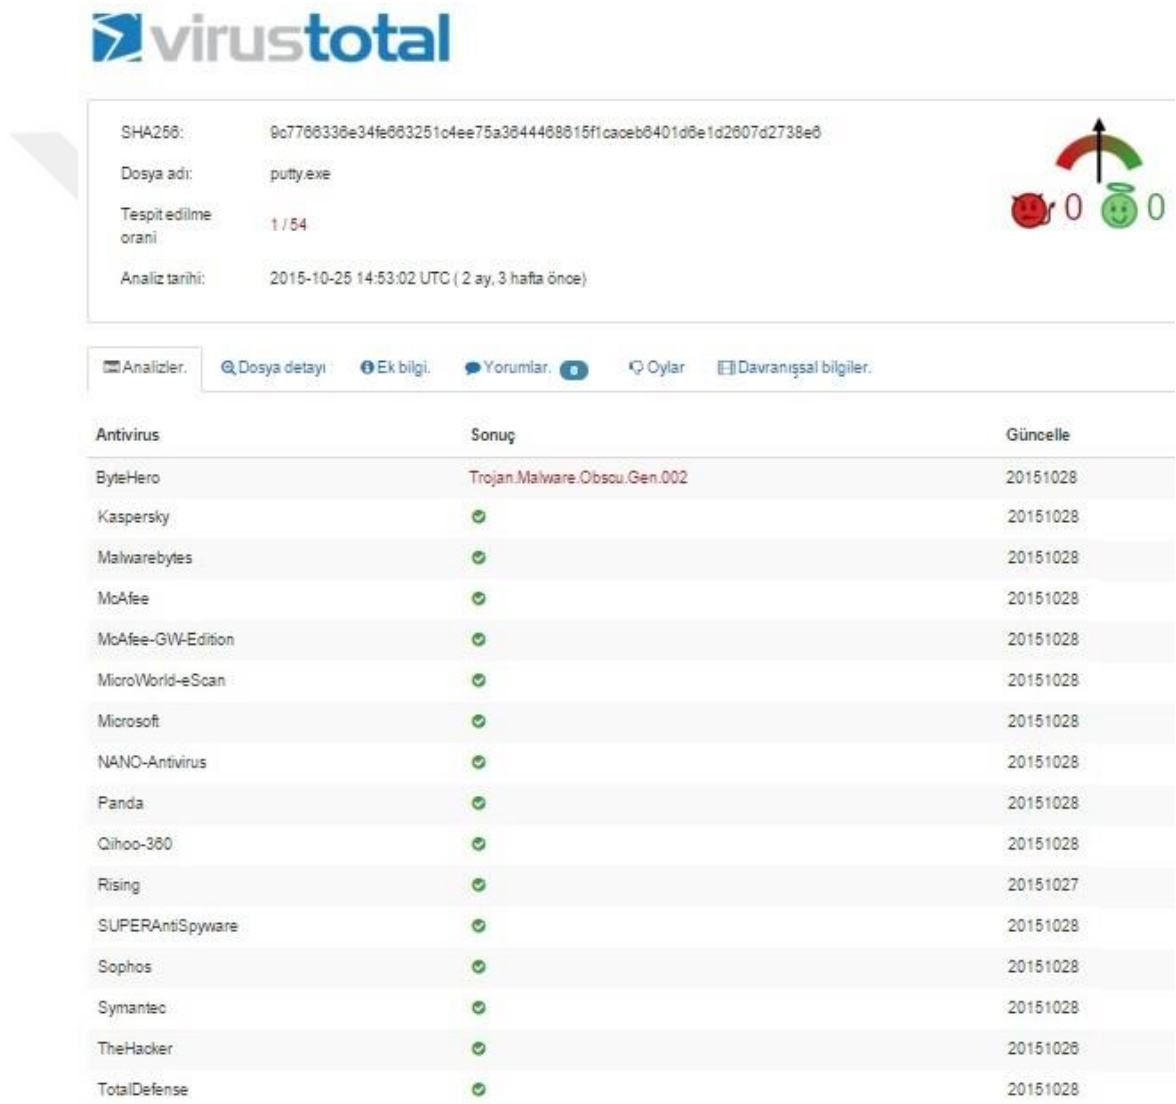 virustotal
SHA256: 9c7766336e34fe663251c4ee75a3644468615f1caceb6401d6e1d2607d2738e6
Dosya adı: putty.exe
Tespit edilme orani 1 / 54
Analiz tarihi: 2015-10-25 14:53:02 UTC ( 2 ay, 3 hafta önce)
0 0
Analizler. Dosya detayı Ek bilgi. Yorumlar. 0 Oylar Davranışsal bilgiler.
Antivirus Sonuç Güncelle
ByteHero Trojan.Malware.Obscu.Gen.002 20151028
Kaspersky 20151028
Malwarebytes 20151028
McAfee 20151028
McAfee-GW-Edition 20151028
MicroWorld-eScan 20151028
Microsoft 20151028
NANO-Antivirus 20151028
Panda 20151028
Qihoo-360 20151028
Rising 20151027
SUPERAntiSpyware 20151028
Sophos 20151028
Symantec 20151028
TheHacker 20151026
TotalDefense 20151028